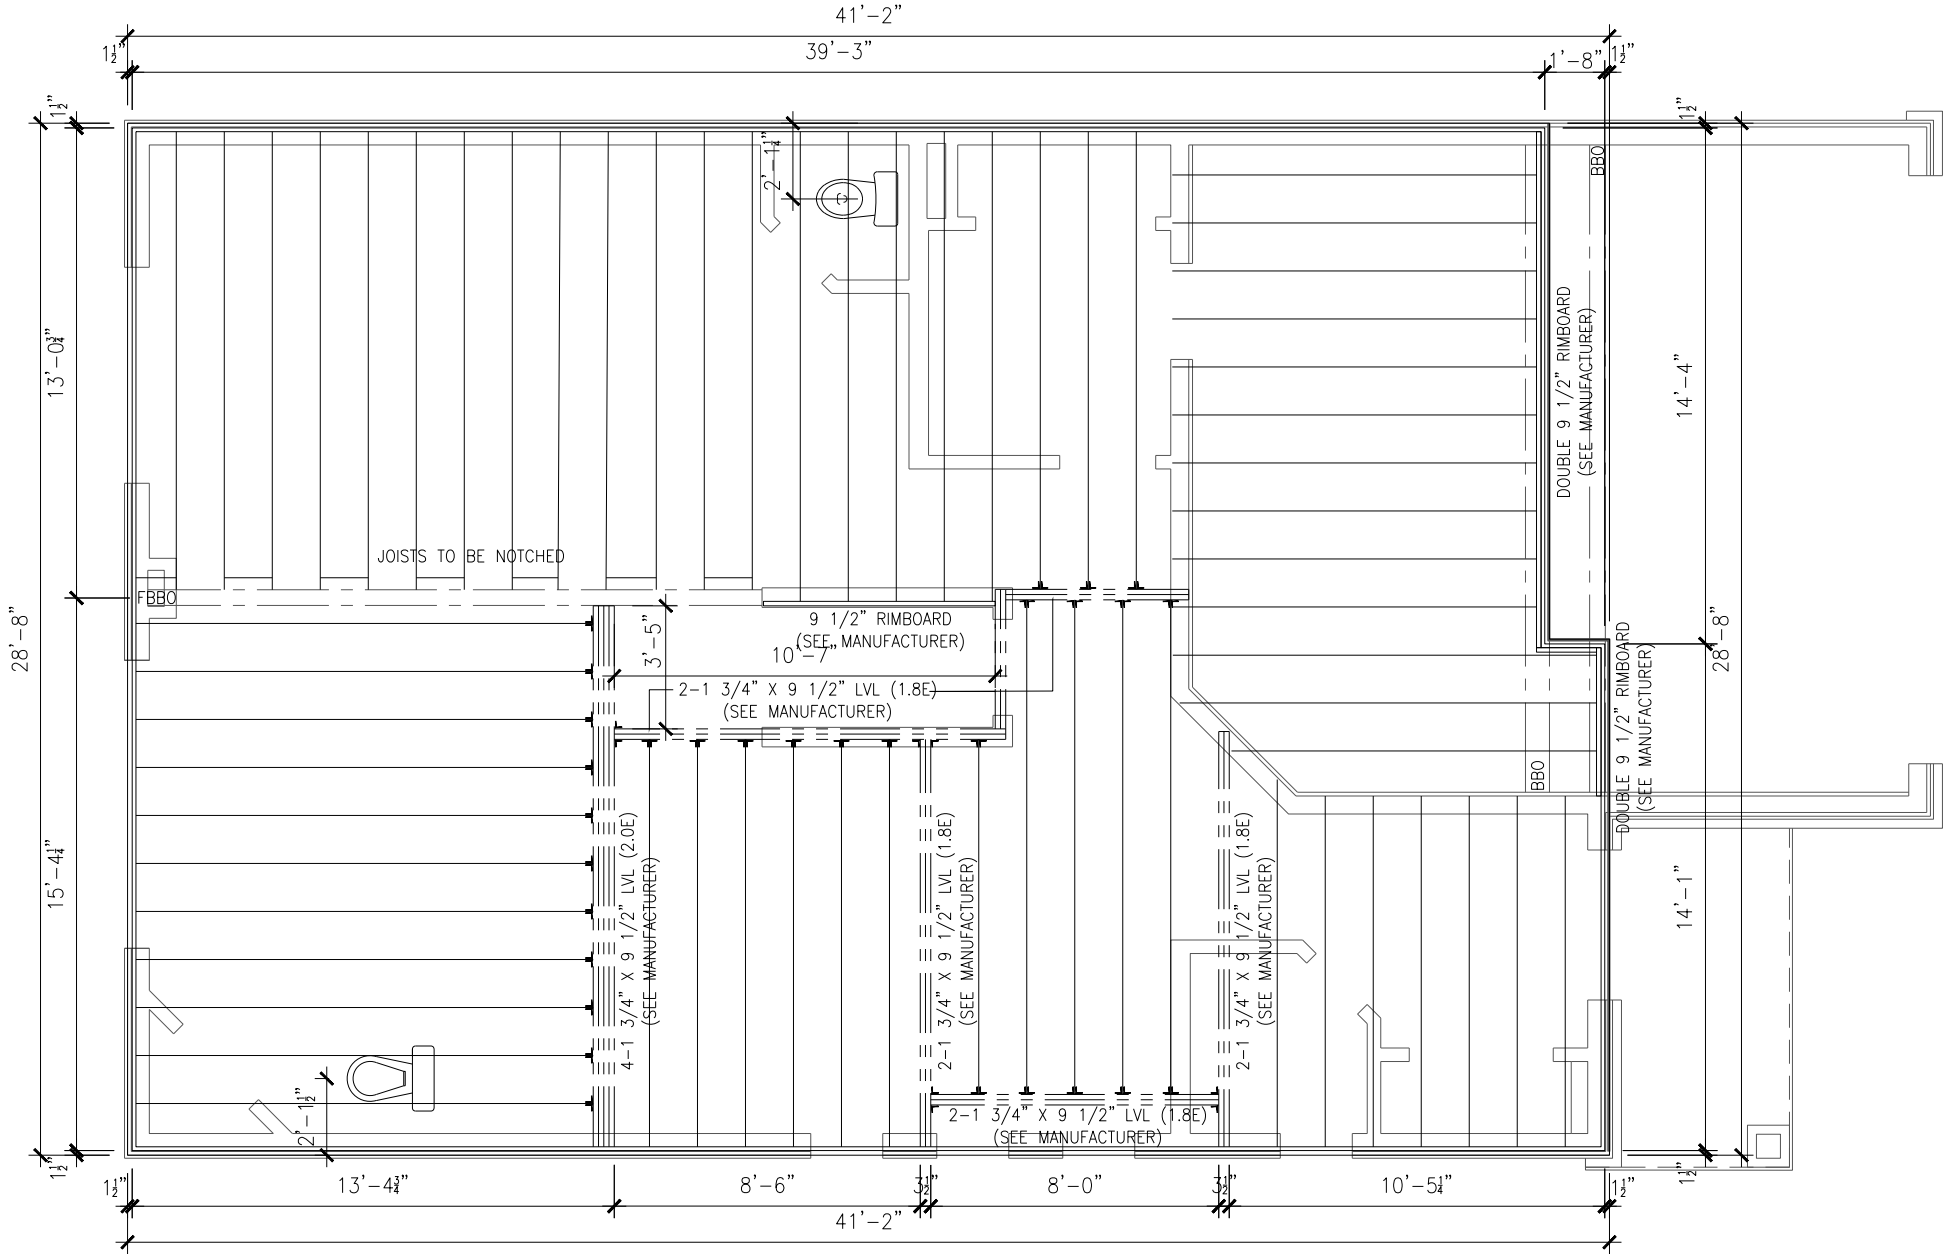 41'-2"
1½"
39'-3"
1'-8"
1½"
1½"
1½"
2'-1¼"
BBO
13'-0¾"
DOUBLE 9 1/2" RIMBOARD
(SEE MANUFACTURER)
14'-4"
JOISTS TO BE NOTCHED
FBBO
28'-8"
9 1/2" RIMBOARD
(SEE MANUFACTURER)
3'-5"
10'-7"
2-1 3/4" X 9 1/2" LVL (1.8E)
(SEE MANUFACTURER)
28'-8"
DOUBLE 9 1/2" RIMBOARD
(SEE MANUFACTURER)
BBO
15'-4¼"
4-1 3/4" X 9 1/2" LVL (2.0E)
(SEE MANUFACTURER)
2-1 3/4" X 9 1/2" LVL (1.8E)
(SEE MANUFACTURER)
2-1 3/4" X 9 1/2" LVL (1.8E)
(SEE MANUFACTURER)
14'-1"
2'-1½"
2-1 3/4" X 9 1/2" LVL (1.8E)
(SEE MANUFACTURER)
1½"
1½"
1½"
13'-4¾"
8'-6"
3½"
8'-0"
3½"
10'-5¼"
1½"
41'-2"